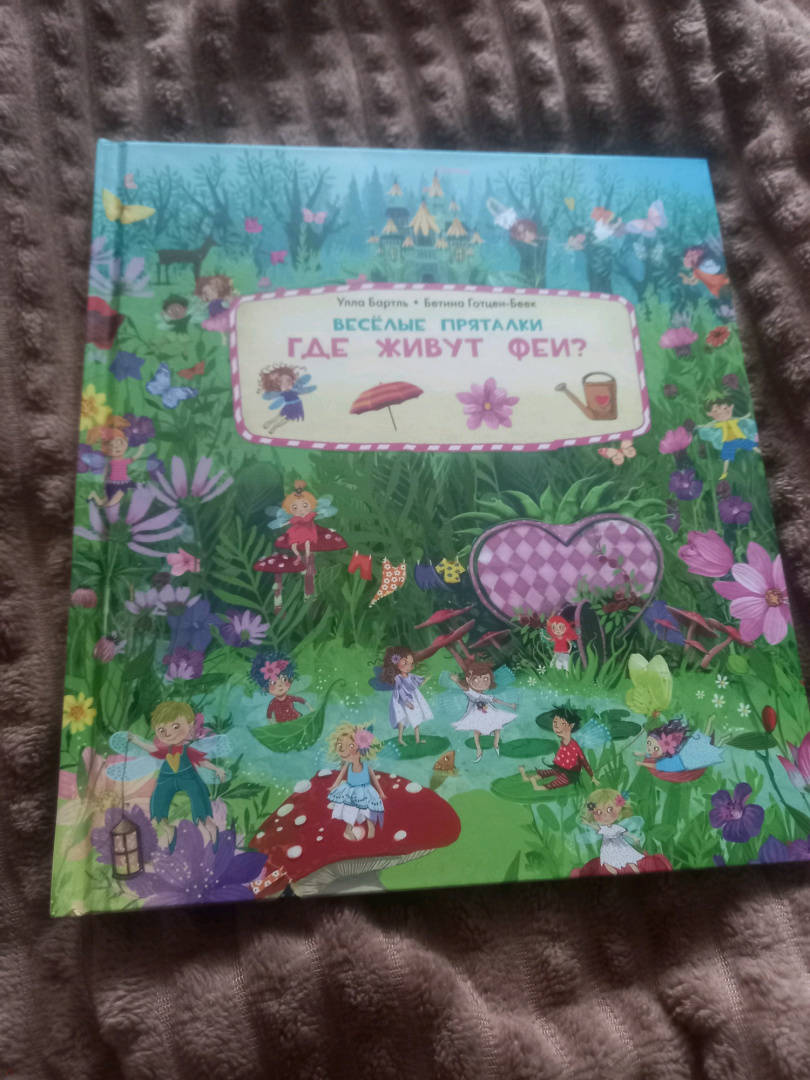 Улла Бартль • Бетина Готцен-Беек
ВЕСЁЛЫЕ ПРЯТАЛКИ
ГДЕ ЖИВУТ ФЕИ?